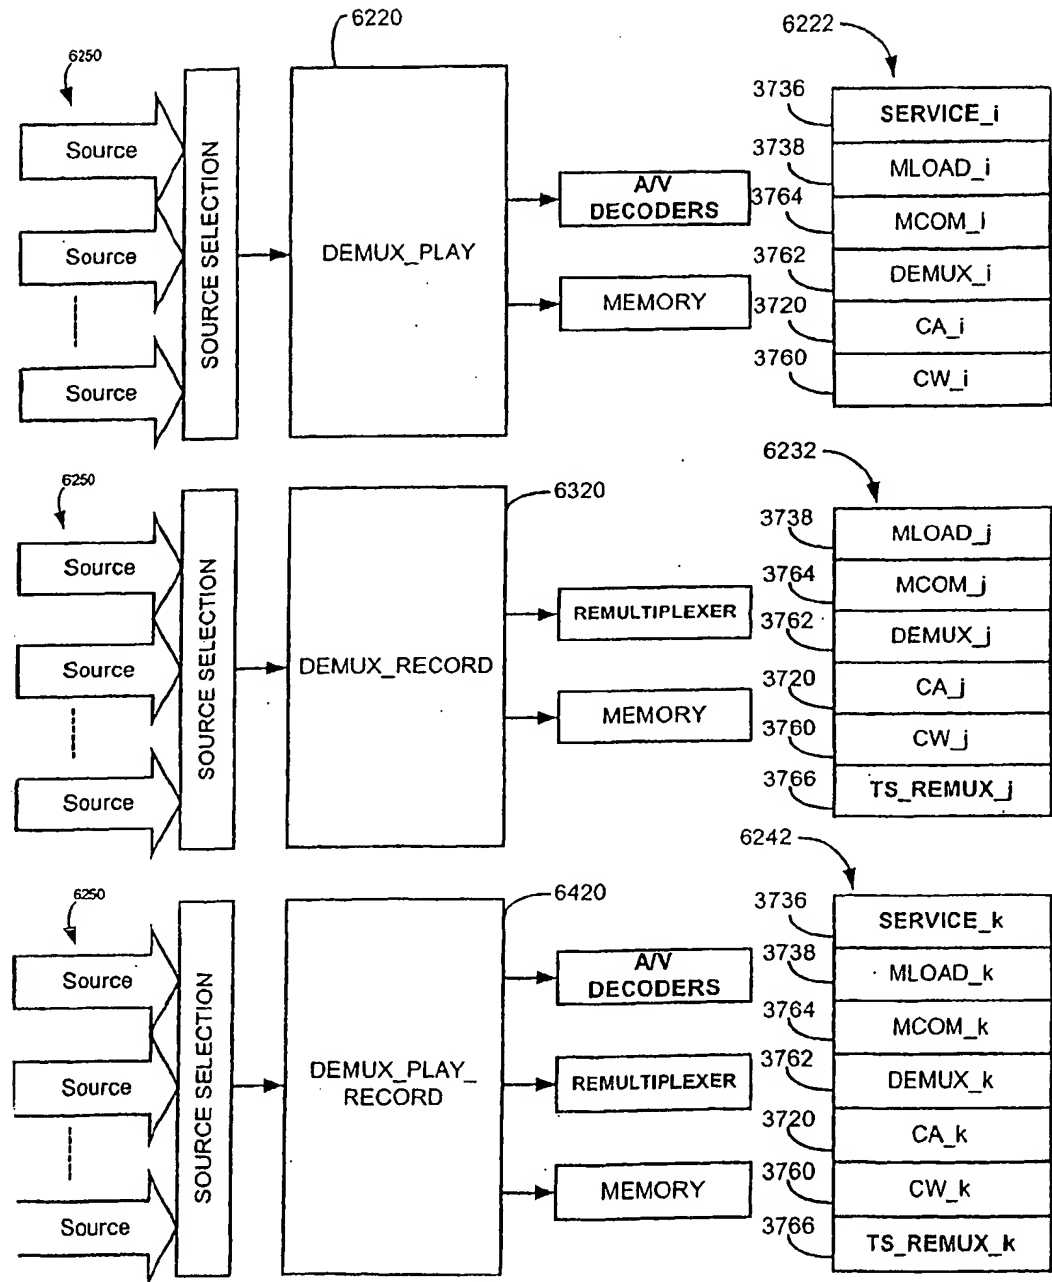 6220
6222
6250
Source
Source
Source
SOURCE SELECTION
DEMUX_PLAY
A/V
DECODERS
MEMORY
3736
SERVICE_i
3738
MLOAD_i
3764
MCOM_i
3762
DEMUX_i
3720
CA_i
3760
CW_i
6250
Source
Source
Source
SOURCE SELECTION
6320
DEMUX_RECORD
REMULTIPLEXER
MEMORY
6232
3738
MLOAD_j
3764
MCOM_j
3762
DEMUX_j
3720
CA_j
3760
CW_j
3766
TS_REMUX_j
6250
Source
Source
Source
SOURCE SELECTION
6420
DEMUX_PLAY_
RECORD
A/V
DECODERS
REMULTIPLEXER
MEMORY
6242
3736
SERVICE_k
3738
MLOAD_k
3764
MCOM_k
3762
DEMUX_k
3720
CA_k
3760
CW_k
3766
TS_REMUX_k